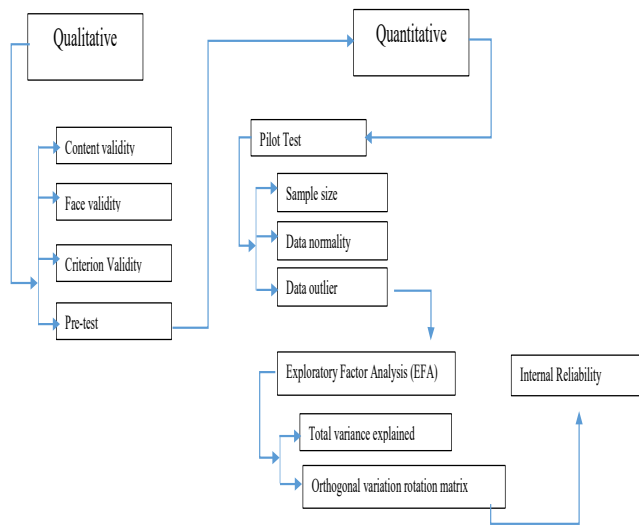 Qualitative
Content validity
Face validity
Criterion Validity
Pre-test
Quantitative
Pilot Test
Sample size
Data normality
Data outlier
Exploratory Factor Analysis (EFA)
Total variance explained
Orthogonal variation rotation matrix
Internal Reliability